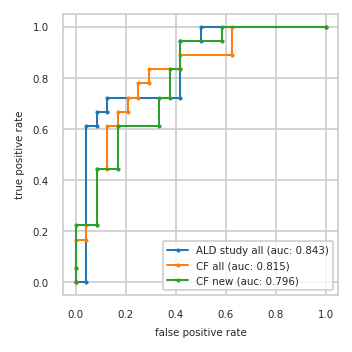 1.0
0.8
0.6
0.4
0.2
0.0
true positive rate
ALD study all (auc: 0.843)
CF all (auc: 0.815)
CF new (auc: 0.796)
0.0 0.2 0.4 0.6 0.8 1.0
false positive rate